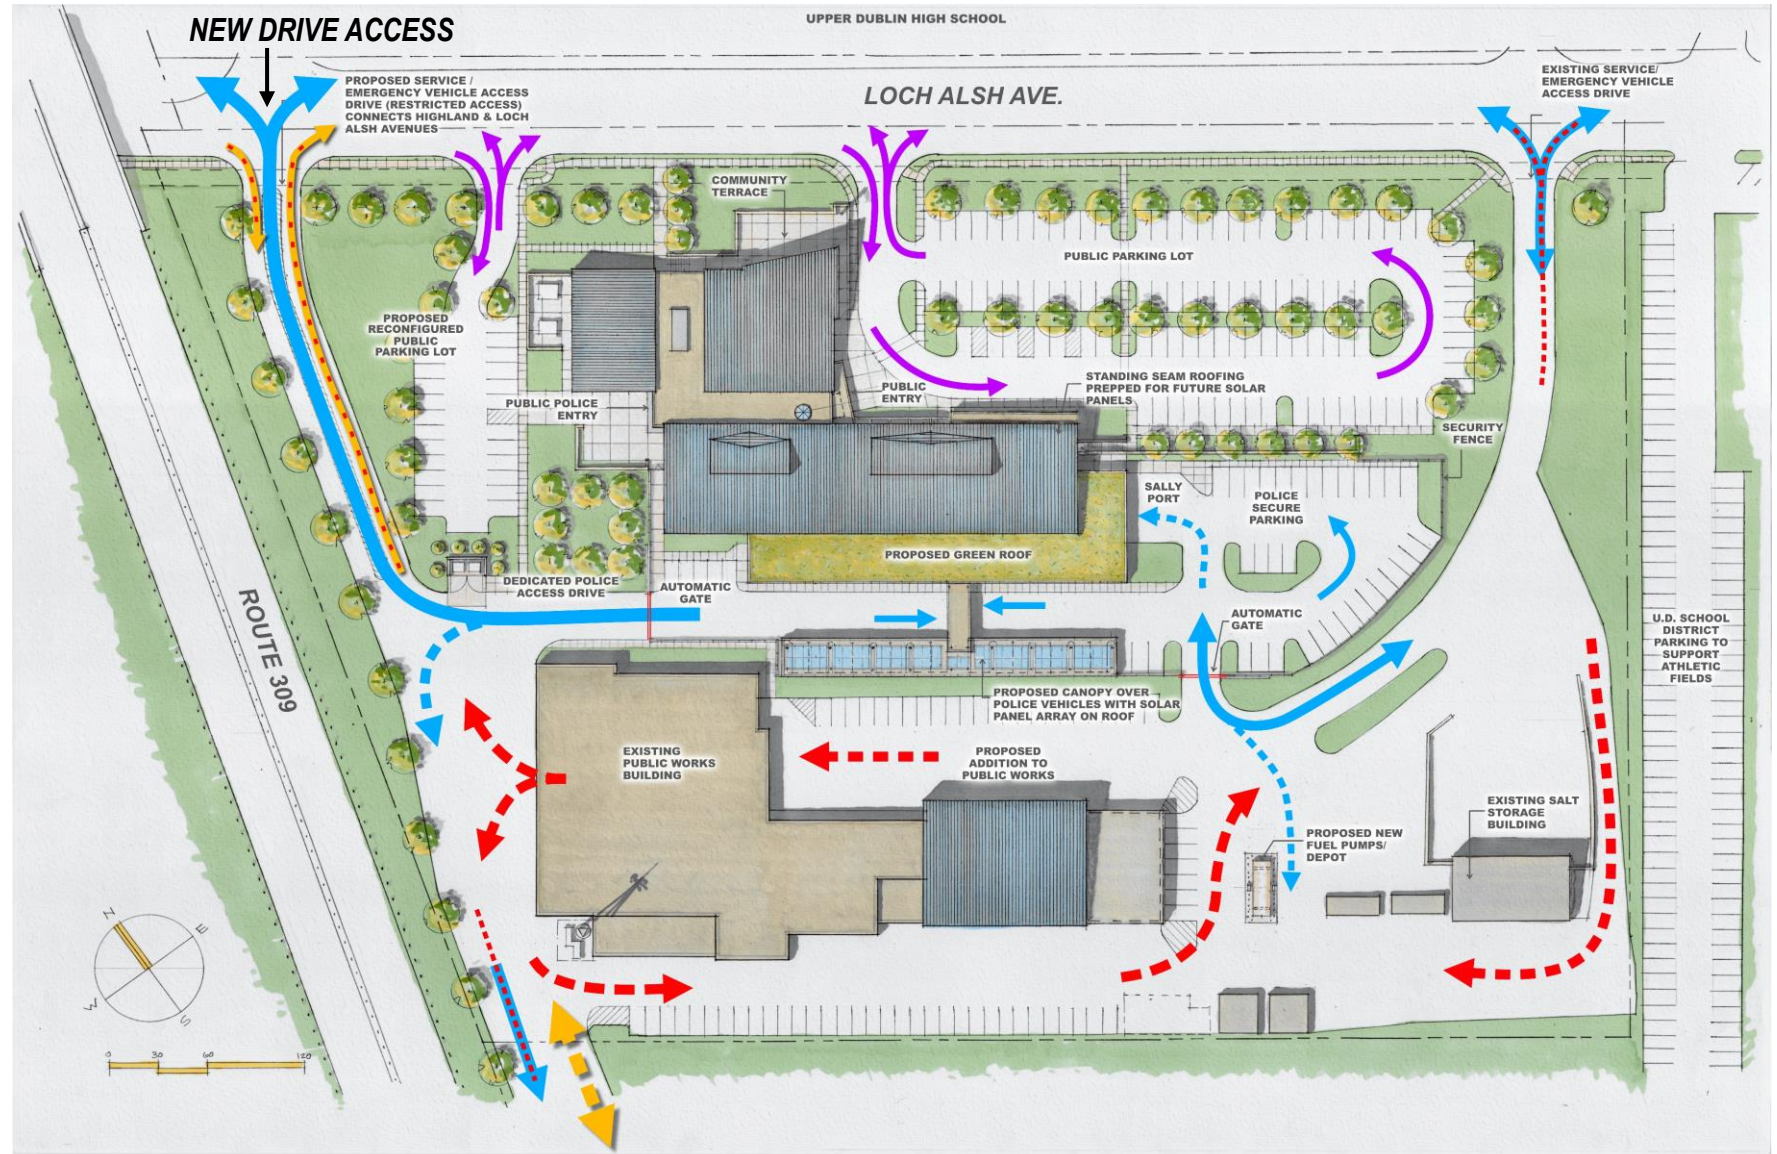 UPPER DUBLIN HIGH SCHOOL
NEW DRIVE ACCESS
PROPOSED SERVICE /
EMERGENCY VEHICLE ACCESS
DRIVE (RESTRICTED ACCESS)
CONNECTS HIGHLAND & LOCH
ALSH AVENUES
LOCH ALSH AVE.
EXISTING SERVICE/
EMERGENCY VEHICLE
ACCESS DRIVE
COMMUNITY
TERRACE
PUBLIC PARKING LOT
PROPOSED
RECONFIGURED
PUBLIC
PARKING LOT
PUBLIC POLICE
ENTRY
PUBLIC
ENTRY
STANDING SEAM ROOFING
PREPPED FOR FUTURE SOLAR
PANELS
SECURITY
FENCE
SALLY
PORT
POLICE
SECURE
PARKING
PROPOSED GREEN ROOF
DEDICATED POLICE
ACCESS DRIVE
AUTOMATIC
GATE
AUTOMATIC
GATE
ROUTE 309
U.D. SCHOOL
DISTRICT
PARKING TO
SUPPORT
ATHLETIC
FIELDS
PROPOSED CANOPY OVER
POLICE VEHICLES WITH SOLAR
PANEL ARRAY ON ROOF
EXISTING
PUBLIC WORKS
BUILDING
PROPOSED
ADDITION TO
PUBLIC WORKS
EXISTING SALT
STORAGE
BUILDING
PROPOSED NEW
FUEL PUMPS/
DEPOT
N
E
W
S
0 30 60 120